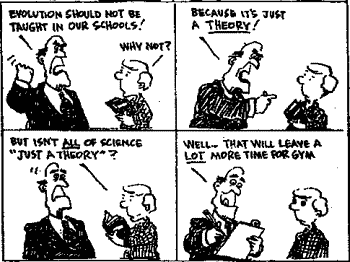 EVOLUTION SHOULD NOT BE
TAUGHT IN OUR SCHOOLS!
WHY NOT?
BECAUSE IT'S JUST
A THEORY!
BUT ISN'T ALL OF SCIENCE
"JUST A THEORY"?
WELL... THAT WILL LEAVE A
LOT MORE TIME FOR GYM